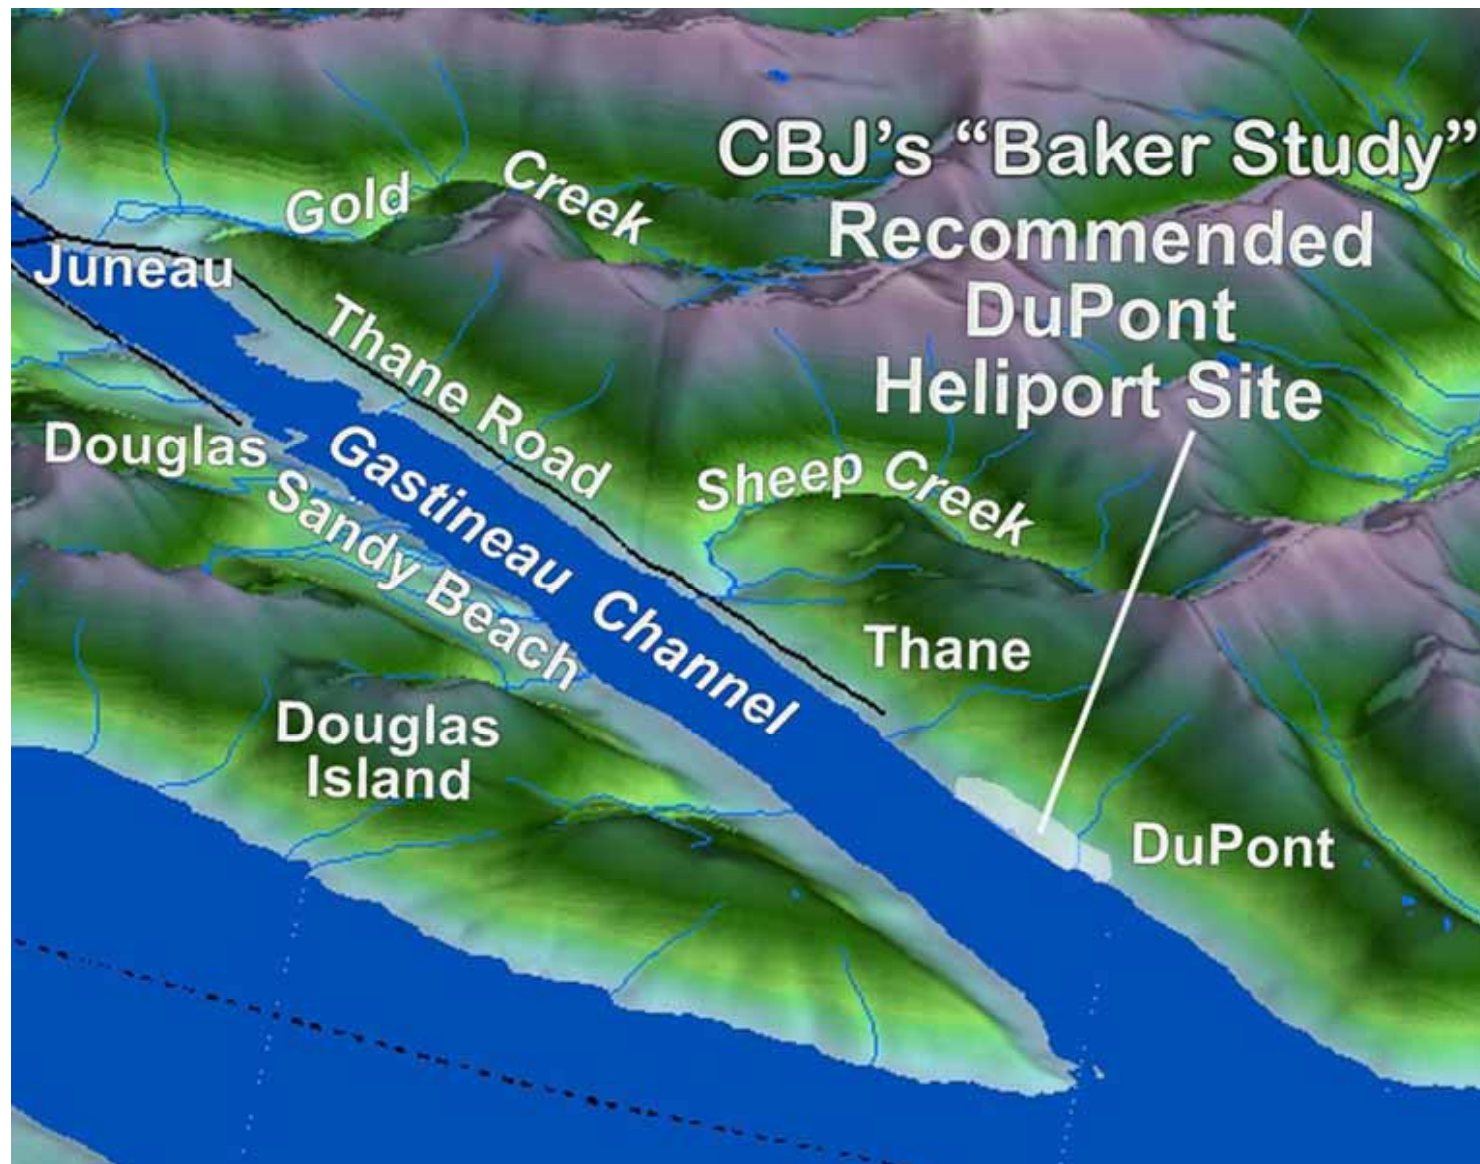 CBJ's “Baker Study”
Recommended
DuPont
Heliport Site
Gold Creek
Juneau
Thane Road
Douglas
Sandy Beach
Gastineau Channel
Sheep Creek
Thane
Douglas
Island
DuPont